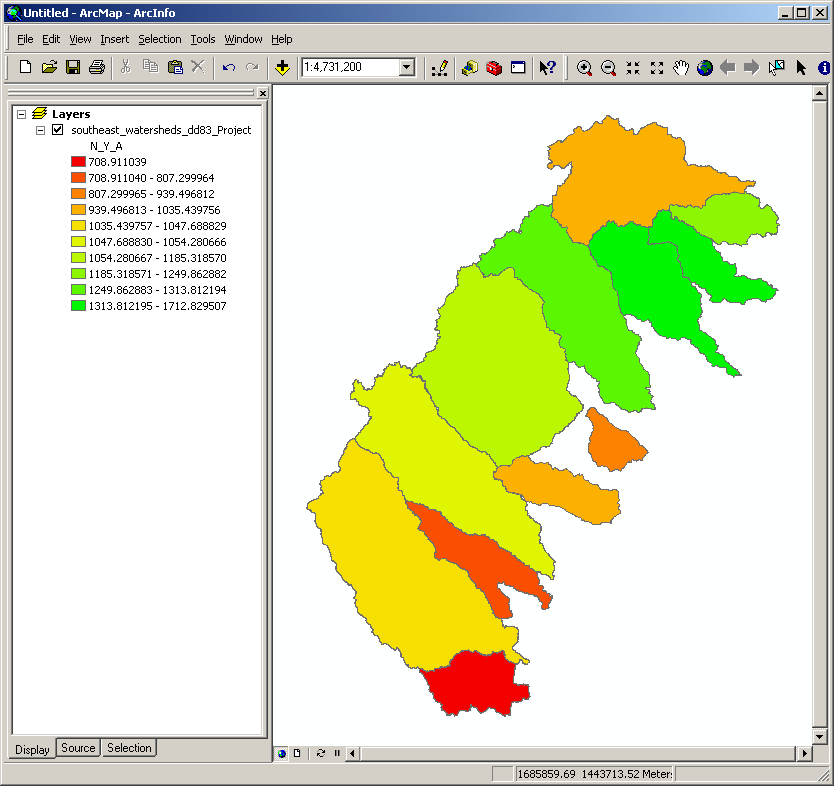 Untitled - ArcMap - ArcInfo
File Edit View Insert Selection Tools Window Help
1:4,731,200
Layers
southeast_watersheds_dd83_Project
N_Y_A
708.911039
708.911040 - 807.299964
807.299965 - 939.496812
939.496813 - 1035.439756
1035.439757 - 1047.688829
1047.688830 - 1054.280666
1054.280667 - 1185.318570
1185.318571 - 1249.862882
1249.862883 - 1313.812194
1313.812195 - 1712.829507
Display Source Selection
1685859.69 1443713.52 Meters